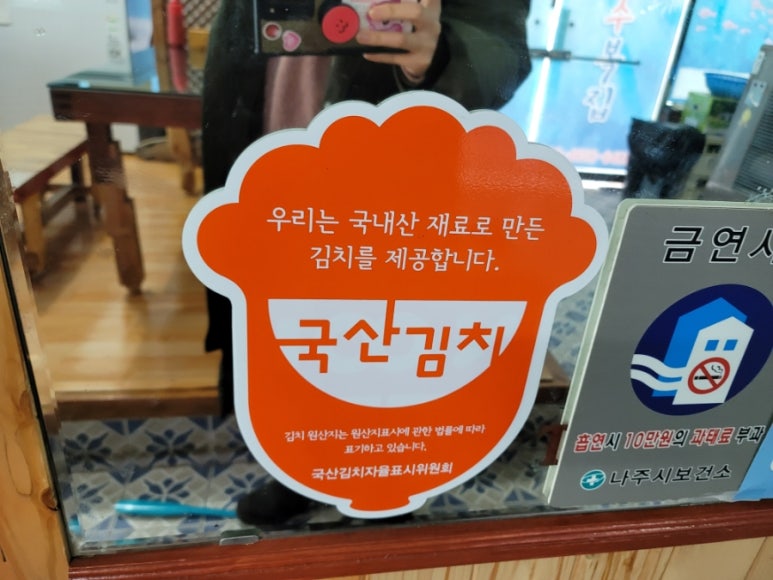 우리는 국내산 재료로 만든
김치를 제공합니다.
국산김치
김치 원산지는 원산지표시에 관한 법률에 따라
표기하고 있습니다.
국산김치자율표시위원회
금연시
흡연시 10만원의 과태료 부과
나주시보건소